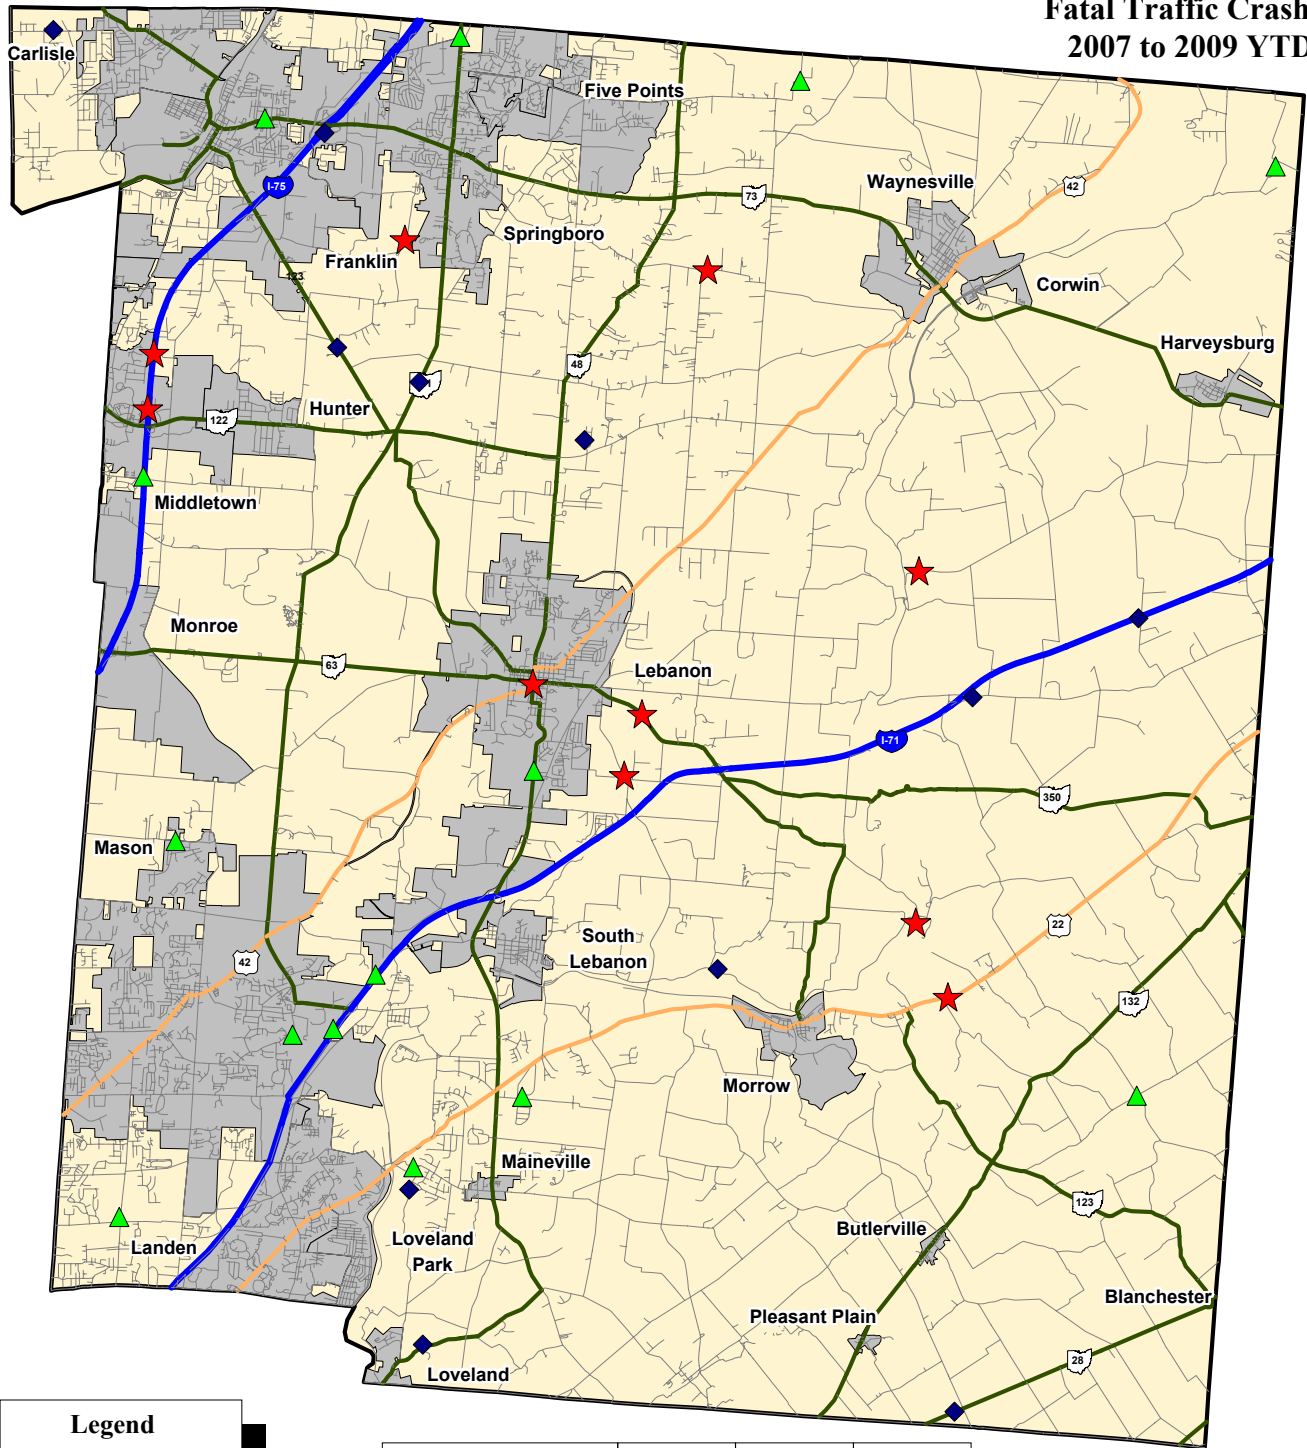 Fatal Traffic Crash
2007 to 2009 YTD
Carlisle
Five Points
I-75
73
Waynesville
42
Springboro
Franklin
123
Corwin
Harveysburg
48
Hunter
122
Middletown
Monroe
63
Lebanon
I-71
350
Mason
22
South
Lebanon
42
132
Morrow
Maineville
123
Butlerville
Loveland
Park
Landen
Blanchester
Pleasant Plain
28
Loveland
Legend